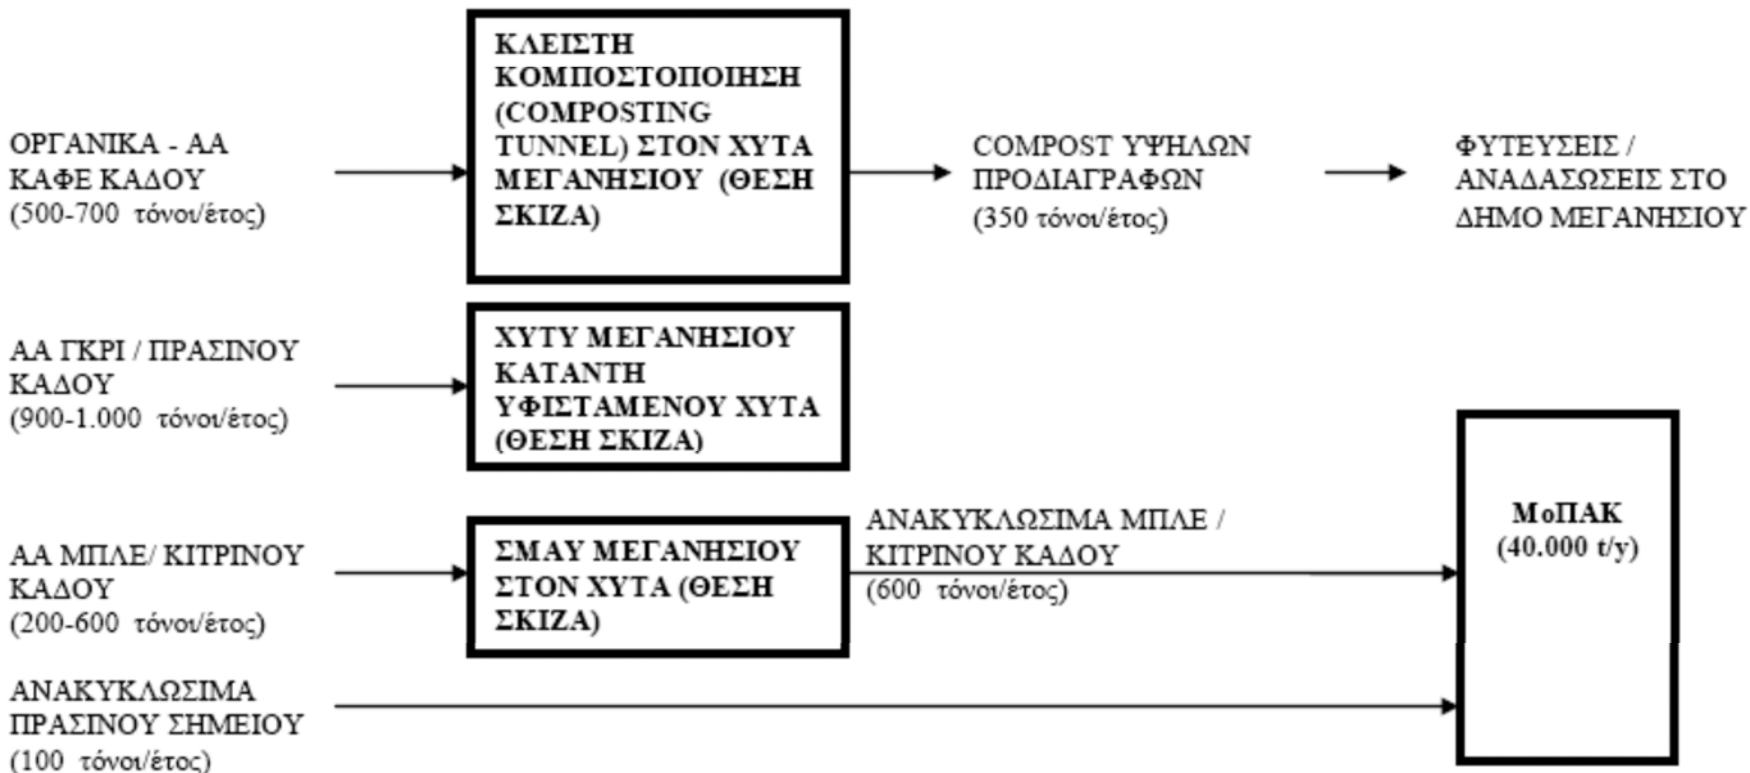 ΟΡΓΑΝΙΚΑ - ΑΑ
ΚΑΦΕ ΚΑΔΟΥ
(500-700 τόνοι/έτος)
ΚΛΕΙΣΤΗ
ΚΟΜΠΟΣΤΟΠΟΙΗΣΗ
(COMPOSTING
TUNNEL) ΣΤΟΝ ΧΥΤΑ
ΜΕΓΑΝΗΣΙΟΥ (ΘΕΣΗ
ΣΚΙΖΑ)
COMPOST ΥΨΗΛΩΝ
ΠΡΟΔΙΑΓΡΑΦΩΝ
(350 τόνοι/έτος)
ΦΥΤΕΥΣΕΙΣ /
ΑΝΑΔΑΣΩΣΕΙΣ ΣΤΟ
ΔΗΜΟ ΜΕΓΑΝΗΣΙΟΥ
ΑΑ ΓΚΡΙ / ΠΡΑΣΙΝΟΥ
ΚΑΔΟΥ
(900-1.000 τόνοι/έτος)
ΧΥΤΥ ΜΕΓΑΝΗΣΙΟΥ
ΚΑΤΑΝΤΗ
ΥΦΙΣΤΑΜΕΝΟΥ ΧΥΤΑ
(ΘΕΣΗ ΣΚΙΖΑ)
ΑΑ ΜΠΛΕ/ ΚΙΤΡΙΝΟΥ
ΚΑΔΟΥ
(200-600 τόνοι/έτος)
ΣΜΑΥ ΜΕΓΑΝΗΣΙΟΥ
ΣΤΟΝ ΧΥΤΑ (ΘΕΣΗ
ΣΚΙΖΑ)
ΑΝΑΚΥΚΛΩΣΙΜΑ ΜΠΛΕ /
ΚΙΤΡΙΝΟΥ ΚΑΔΟΥ
(600 τόνοι/έτος)
ΜοΠΑΚ
(40.000 t/y)
ΑΝΑΚΥΚΛΩΣΙΜΑ
ΠΡΑΣΙΝΟΥ ΣΗΜΕΙΟΥ
(100 τόνοι/έτος)